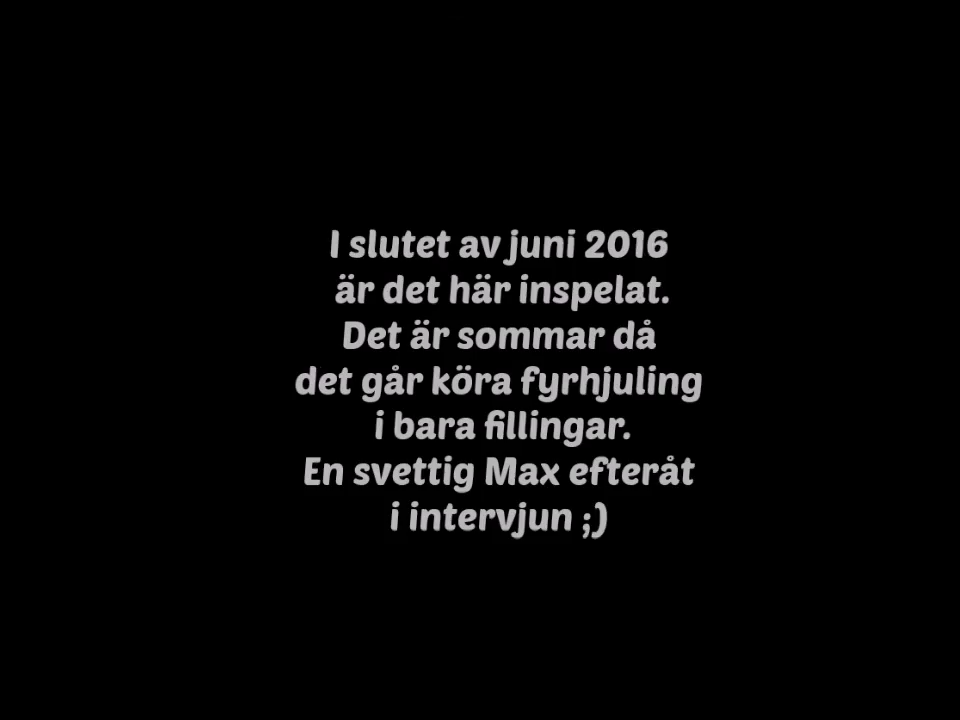 I slutet av juni 2016
är det här inspelat.
Det är sommar då
det går köra fyrhjuling
i bara fillingar.
En svettig Max efteråt
i intervjun ;)